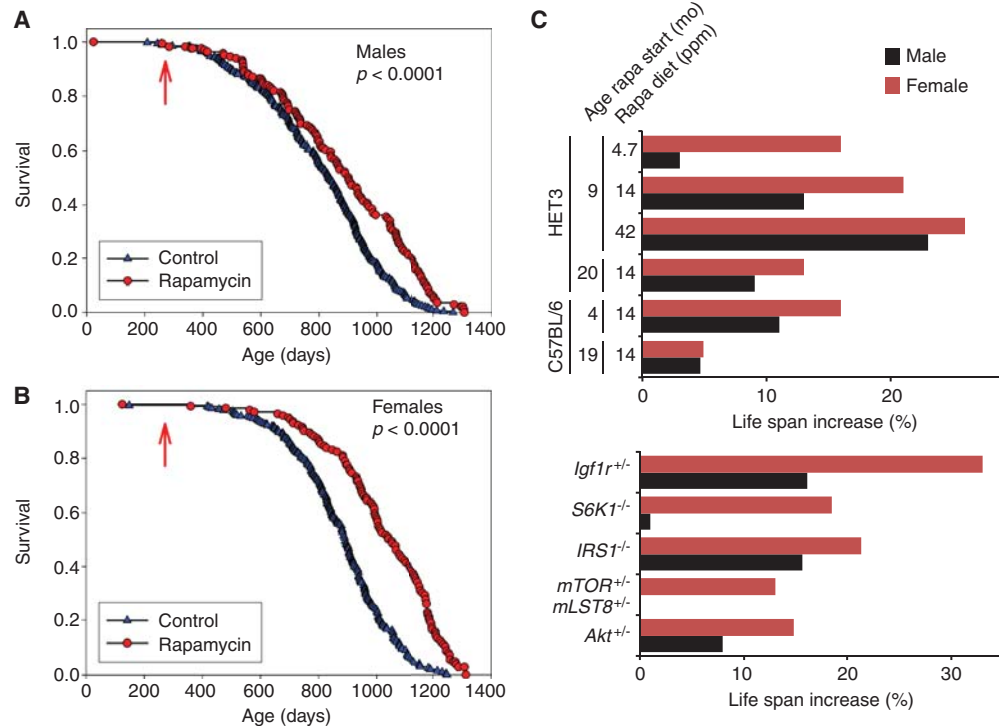 A
Males
p < 0.0001
1.0
0.8
0.6
0.4
0.2
0.0
Survival
Control
Rapamycin
0 200 400 600 800 1000 1200 1400
Age (days)
B
Females
p < 0.0001
1.0
0.8
0.6
0.4
0.2
0.0
Survival
Control
Rapamycin
0 200 400 600 800 1000 1200 1400
Age (days)
C
Age rapa start (mo)
Rapa diet (ppm)
Male
Female
HET3
9
4.7
14
42
20 14
C57BL/6
4 14
19 14
0 10 20
Life span increase (%)
Igf1r+/-
S6K1-/-
IRS1-/-
mTOR+/-
mLST8+/-
Akt+/-
0 10 20 30
Life span increase (%)